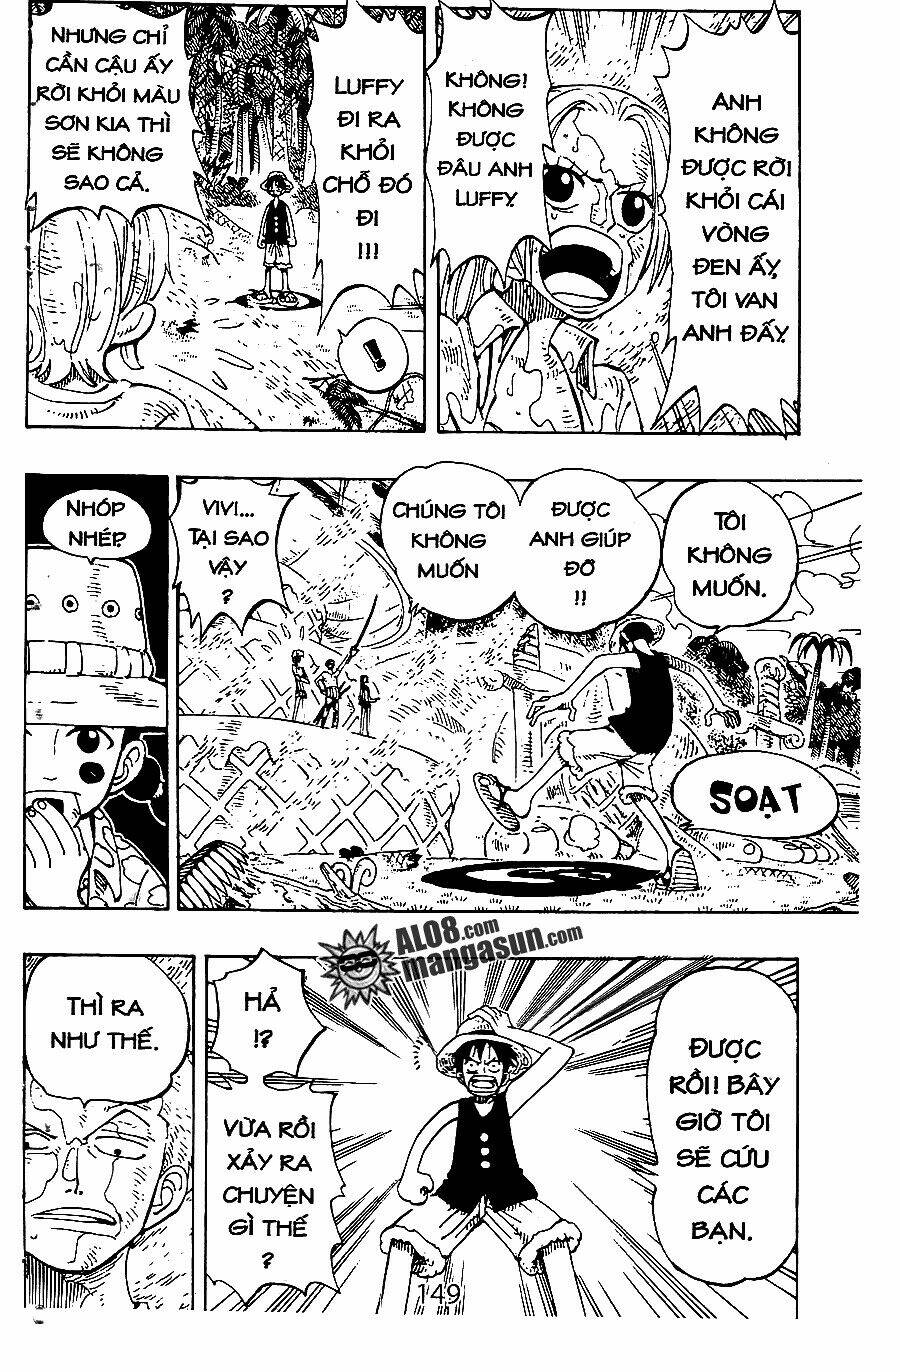 ANH
KHÔNG
ĐƯỢC RỜI
KHỎI CÁI
VÒNG
ĐEN ẤY,
TÔI VAN
ANH ĐẤY.
KHÔNG!
KHÔNG
ĐƯỢC
ĐÂU ANH
LUFFY.
LUFFY
ĐI RA
KHỎI
CHỖ ĐÓ
ĐI
!!!
NHƯNG CHỈ
CẦN CẬU ẤY
RỜI KHỎI MÀU
SƠN KIA THÌ
SẼ KHÔNG
SAO CẢ.
!
TÔI
KHÔNG
MUỐN.
ĐƯỢC
ANH GIÚP
ĐỠ
!!
CHÚNG TÔI
KHÔNG
MUỐN
VIVI...
TẠI SAO
VẬY
?
SOẠT
NHÓP
NHÉP.
ĐƯỢC
RỒI! BÂY
GIỜ TÔI
SẼ CỨU
CÁC
BẠN.
HẢ
!?
VỪA RỒI
XẢY RA
CHUYỆN
GÌ THẾ
?
THÌ RA
NHƯ THẾ.
AL08.com
mangasun.com
149